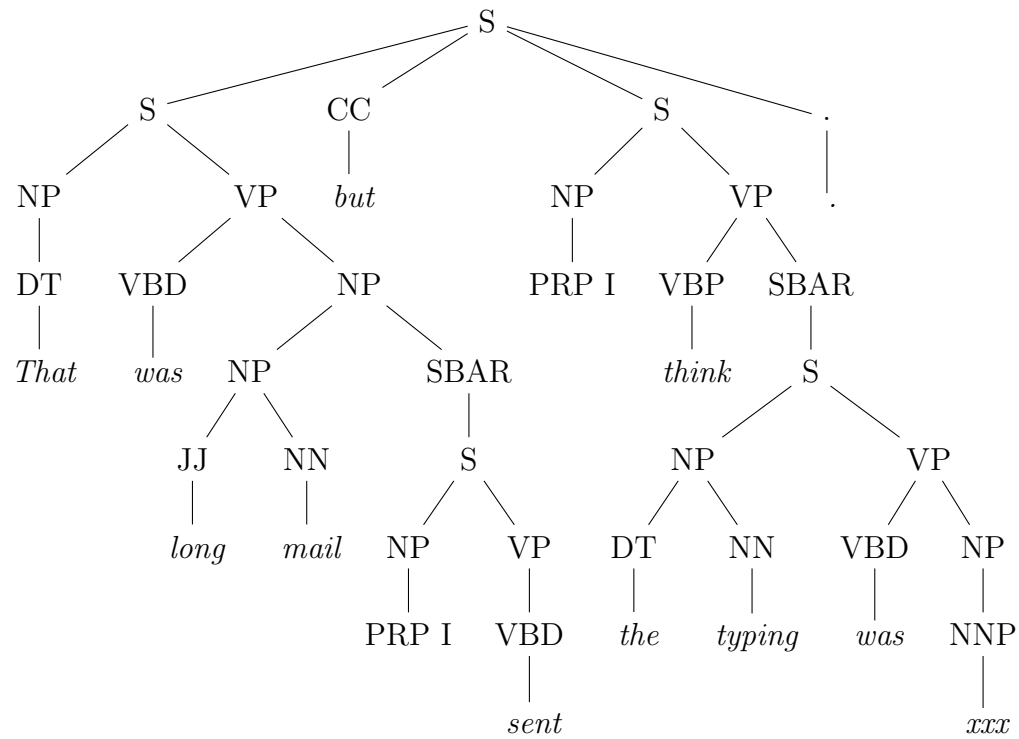 S
S CC S .
NP VP but NP VP .
DT VBD NP PRP I VBP SBAR
That was NP SBAR think S
JJ NN S NP VP
long mail NP VP DT NN VBD NP
PRP I VBD the typing was NNP
sent xxx